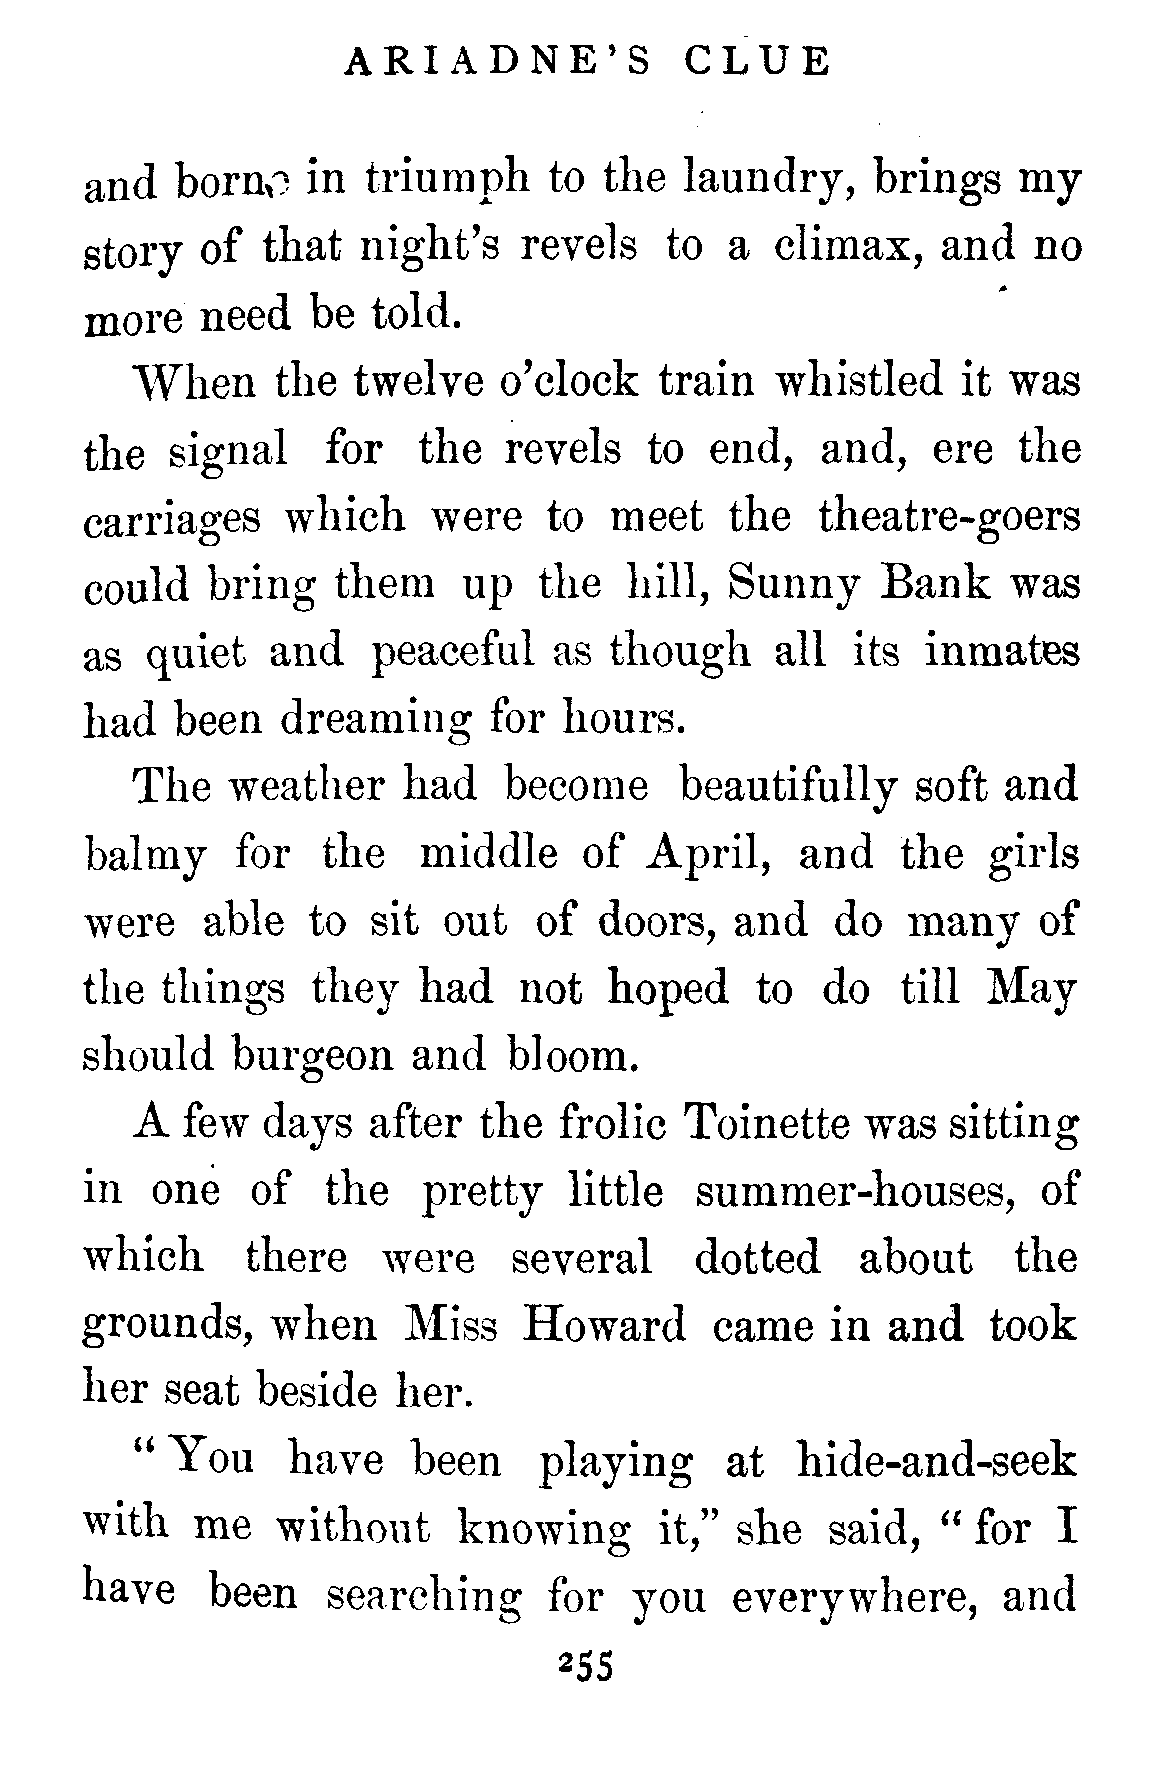 ARIADNE'S CLUE
and borne in triumph to the laundry, brings my
story of that night's revels to a climax, and no
more need be told.
When the twelve o'clock train whistled it was
the signal for the revels to end, and, ere the
carriages which were to meet the theatre-goers
could bring them up the hill, Sunny Bank was
as quiet and peaceful as though all its inmates
had been dreaming for hours.
The weather had become beautifully soft and
balmy for the middle of April, and the girls
were able to sit out of doors, and do many of
the things they had not hoped to do till May
should burgeon and bloom.
A few days after the frolic Toinette was sitting
in one of the pretty little summer-houses, of
which there were several dotted about the
grounds, when Miss Howard came in and took
her seat beside her.
“ You have been playing at hide-and-seek
with me without knowing it,” she said, “ for I
have been searching for you everywhere, and
255